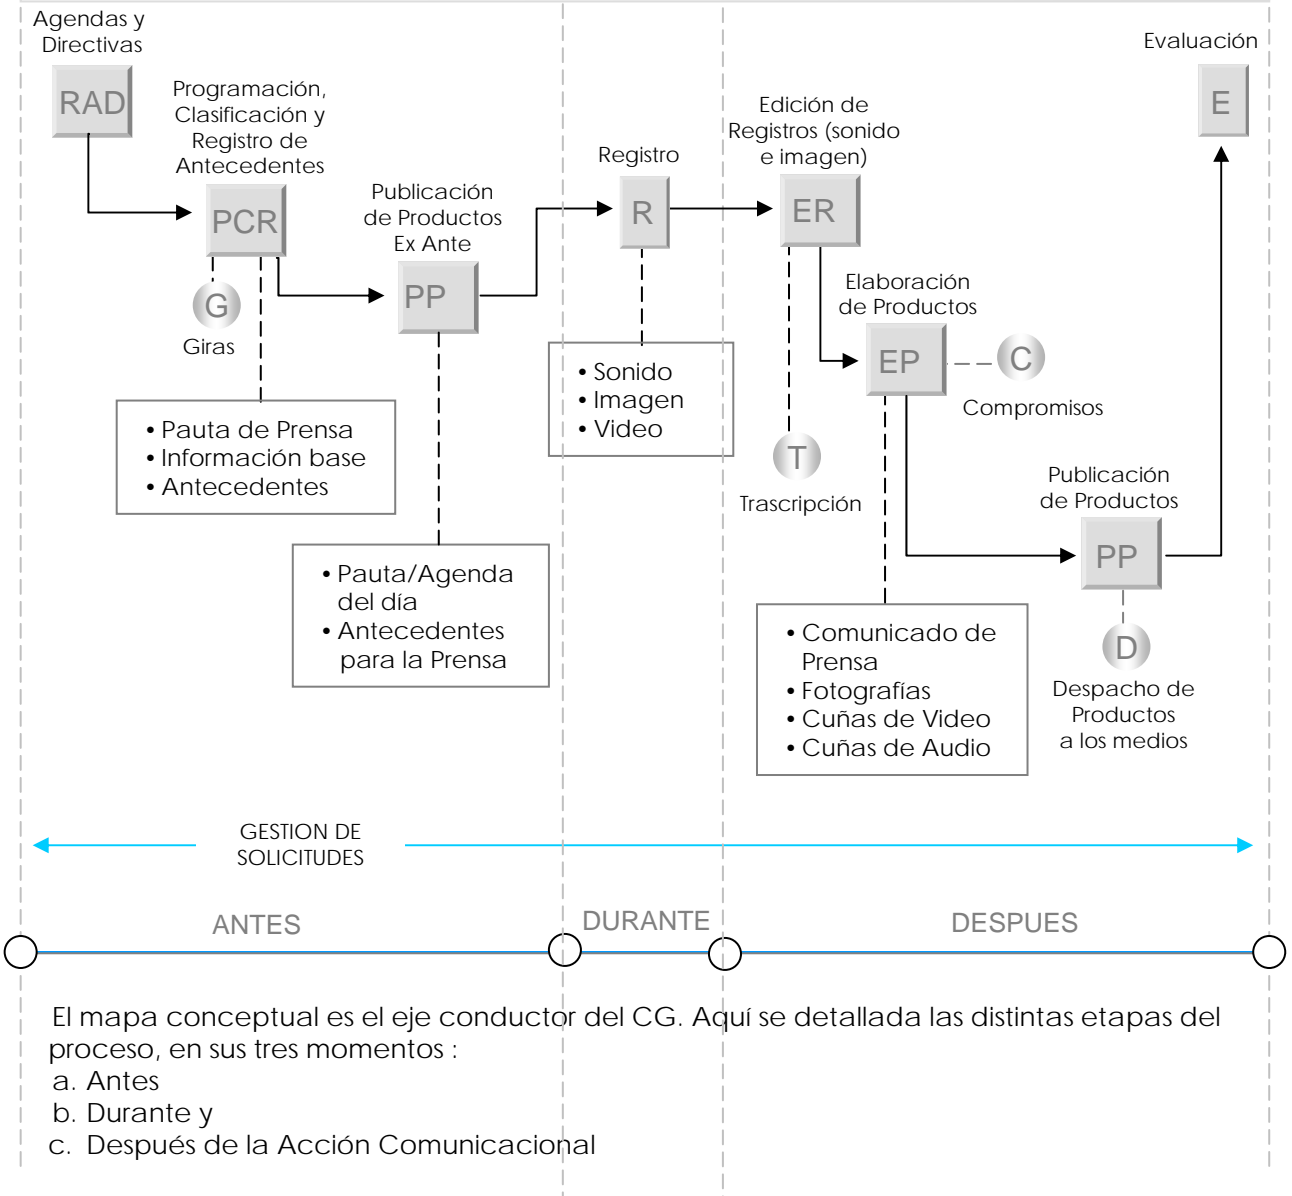 Agendas y
Directivas
RAD
Programación,
Clasificación y
Registro de
Antecedentes
PCR
G
Giras
• Pauta de Prensa
• Información base
• Antecedentes
Publicación
de Productos
Ex Ante
PP
• Pauta/Agenda
del día
• Antecedentes
para la Prensa
Registro
R
• Sonido
• Imagen
• Video
Edición de
Registros (sonido
e imagen)
ER
T
Trascripción
Elaboración
de Productos
EP
C
Compromisos
• Comunicado de
Prensa
• Fotografías
• Cuñas de Video
• Cuñas de Audio
Publicación
de Productos
PP
D
Despacho de
Productos
a los medios
Evaluación
E
GESTION DE
SOLICITUDES
ANTES
DURANTE
DESPUES
El mapa conceptual es el eje conductor del CG. Aquí se detallada las distintas etapas del
proceso, en sus tres momentos :
a. Antes
b. Durante y
c. Después de la Acción Comunicacional